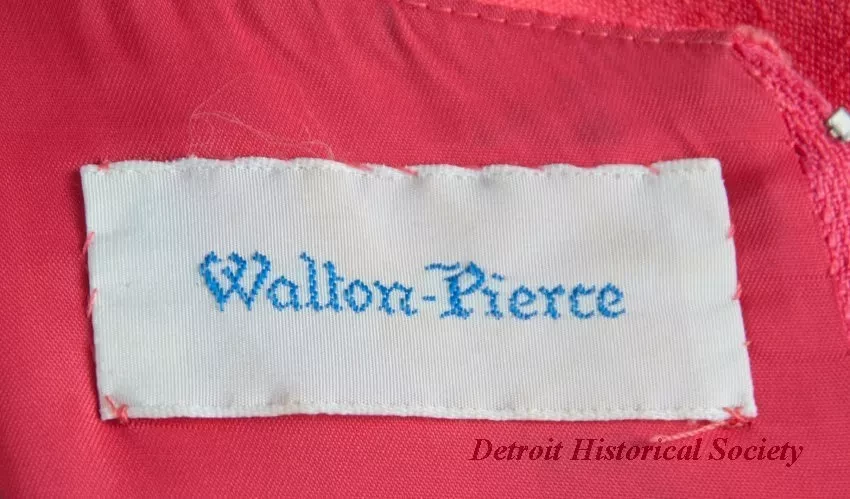 Walton-Pierce
Detroit Historical Society